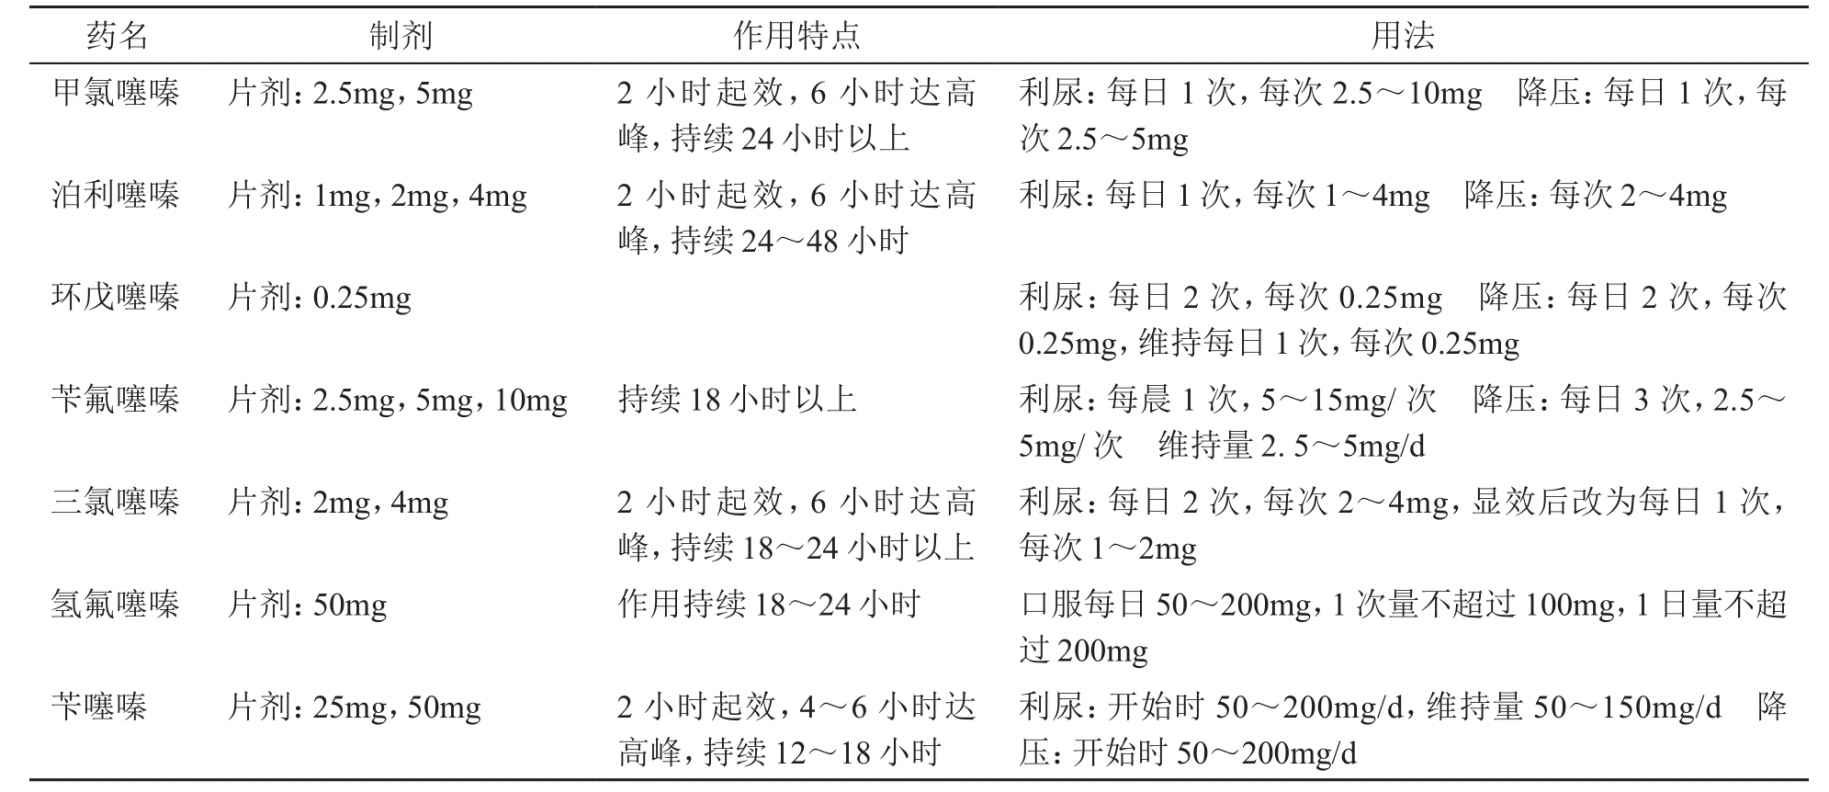 药名 制剂 作用特点 用法
甲氯噻嗪 片剂：2.5mg，5mg 2 小时起效，6 小时达高 利尿：每日 1 次，每次 2.5～10mg 降压：每日 1 次，每
峰，持续 24 小时以上 次 2.5～5mg
泊利噻嗪 片剂：1mg，2mg，4mg 2 小时起效，6 小时达高 利尿：每日 1 次，每次 1～4mg 降压：每次 2～4mg
峰，持续 24～48 小时
环戊噻嗪 片剂：0.25mg 利尿：每日 2 次，每次 0.25mg 降压：每日 2 次，每次
0.25mg，维持每日 1 次，每次 0.25mg
苄氟噻嗪 片剂：2.5mg，5mg，10mg 持续 18 小时以上 利尿：每晨 1 次，5～15mg/ 次 降压：每日 3 次，2.5～
5mg/ 次 维持量 2. 5～5mg/d
三氯噻嗪 片剂：2mg，4mg 2 小时起效，6 小时达高 利尿：每日 2 次，每次 2～4mg，显效后改为每日 1 次，
峰，持续 18～24 小时以上 每次 1～2mg
氢氟噻嗪 片剂：50mg 作用持续 18～24 小时 口服每日 50～200mg，1 次量不超过 100mg，1 日量不超
过 200mg
苄噻嗪 片剂：25mg，50mg 2 小时起效，4～6 小时达 利尿：开始时 50～200mg/d，维持量 50～150mg/d 降
高峰，持续 12～18 小时 压：开始时 50～200mg/d